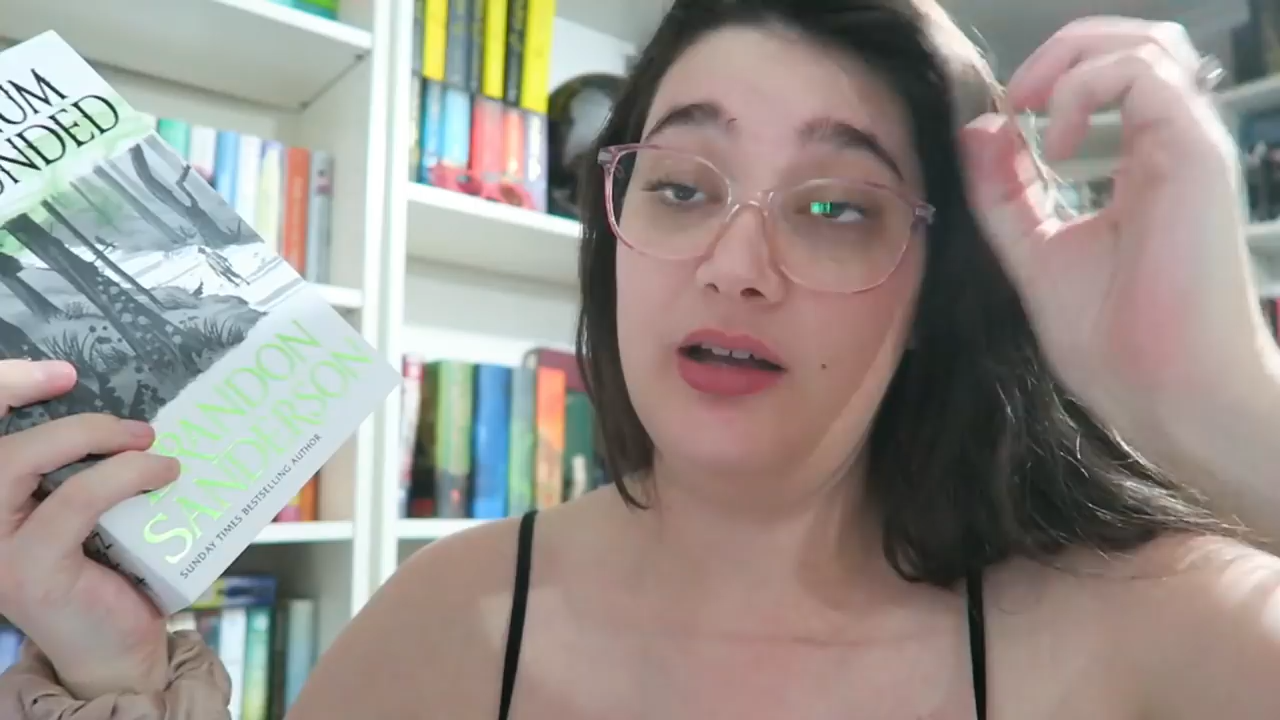 UM
NDED
BRANDON
SANDERSON
SUNDAY TIMES BESTSELLING AUTHOR